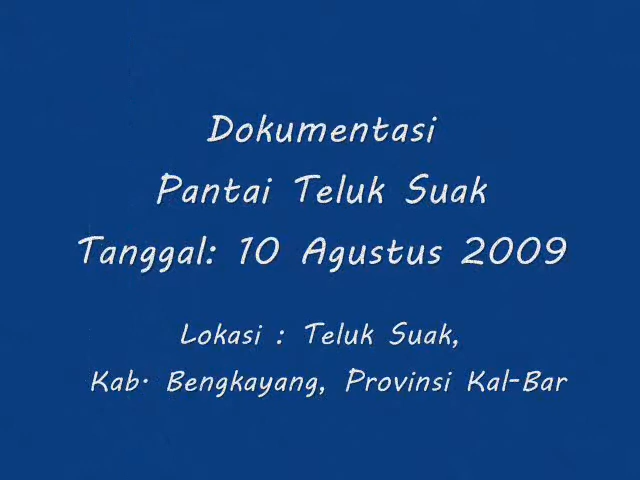 Dokumentasi
Pantai Teluk Suak
Tanggal: 10 Agustus 2009
Lokasi : Teluk Suak,
Kab. Bengkayang, Provinsi Kal-Bar